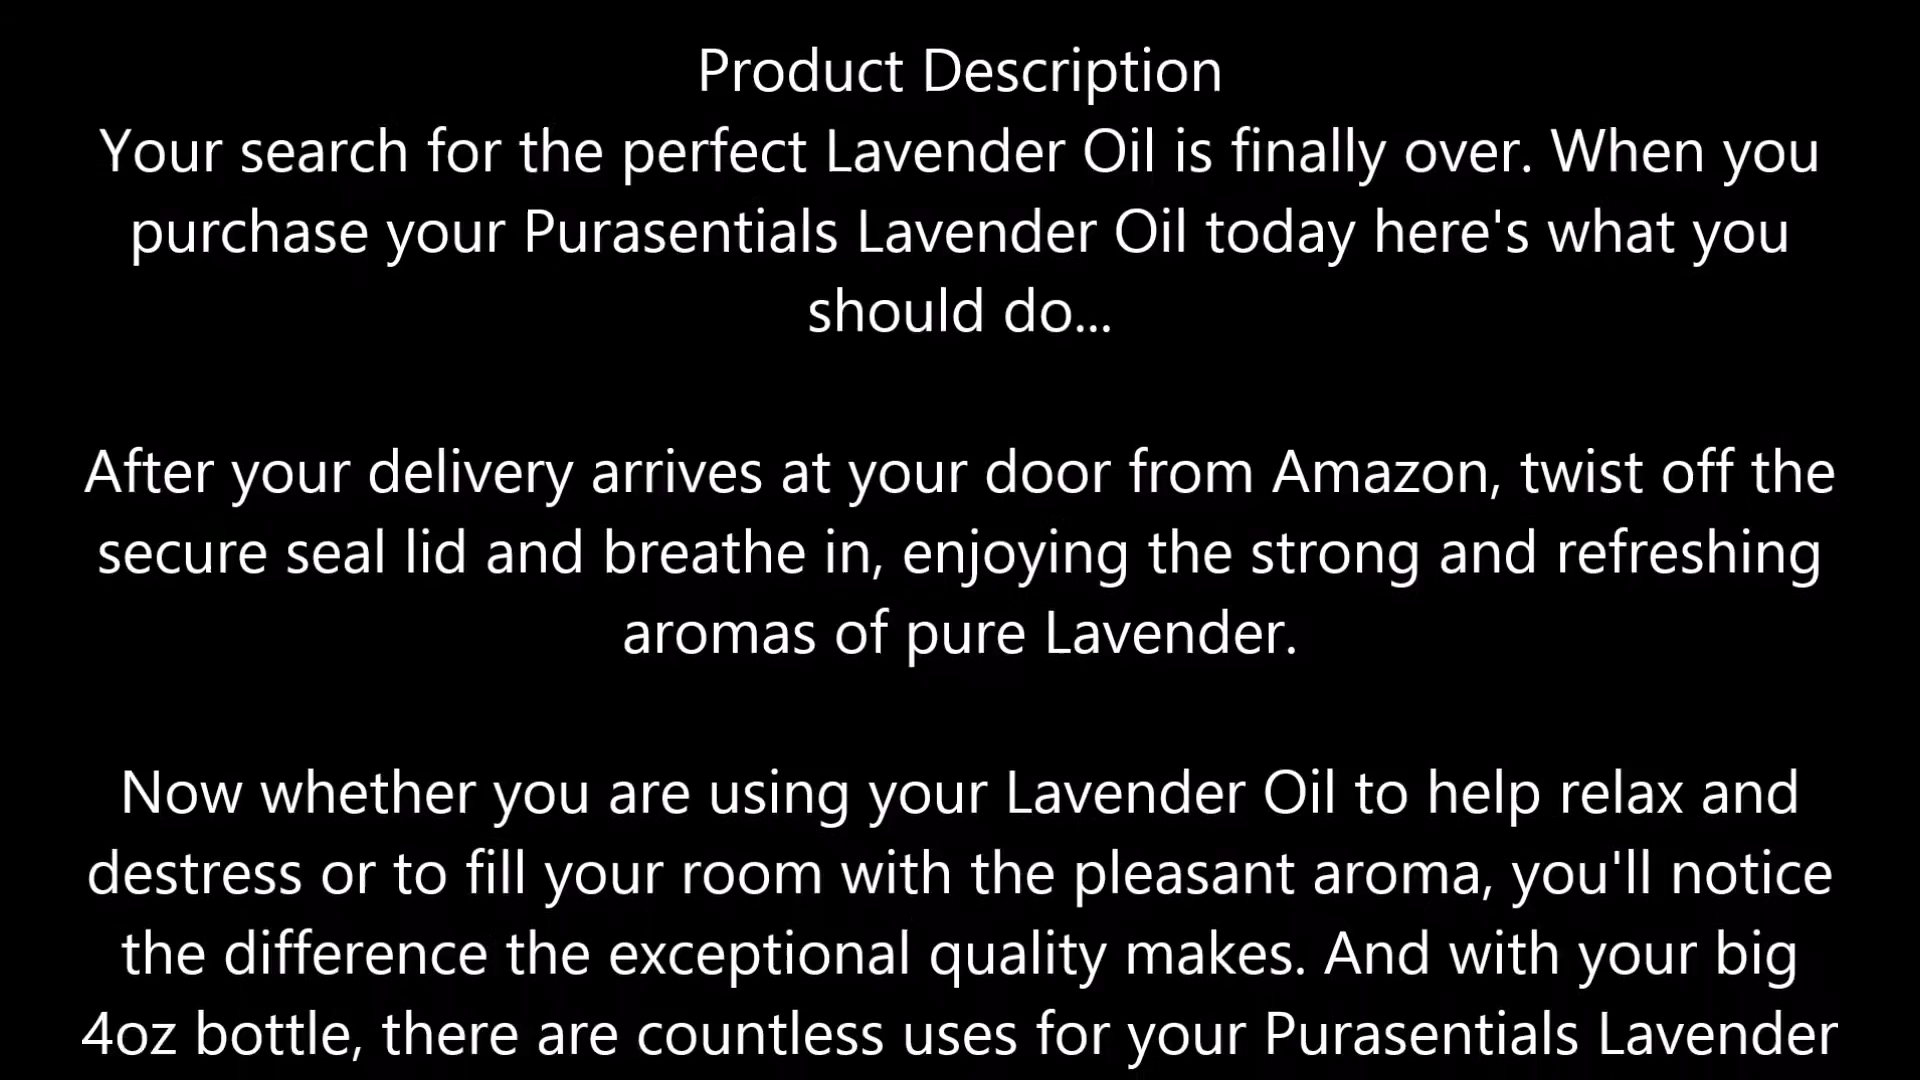 Product Description
Your search for the perfect Lavender Oil is finally over. When you
purchase your Purasentials Lavender Oil today here's what you
should do...
After your delivery arrives at your door from Amazon, twist off the
secure seal lid and breathe in, enjoying the strong and refreshing
aromas of pure Lavender.
Now whether you are using your Lavender Oil to help relax and
destress or to fill your room with the pleasant aroma, you'll notice
the difference the exceptional quality makes. And with your big
4oz bottle, there are countless uses for your Purasentials Lavender